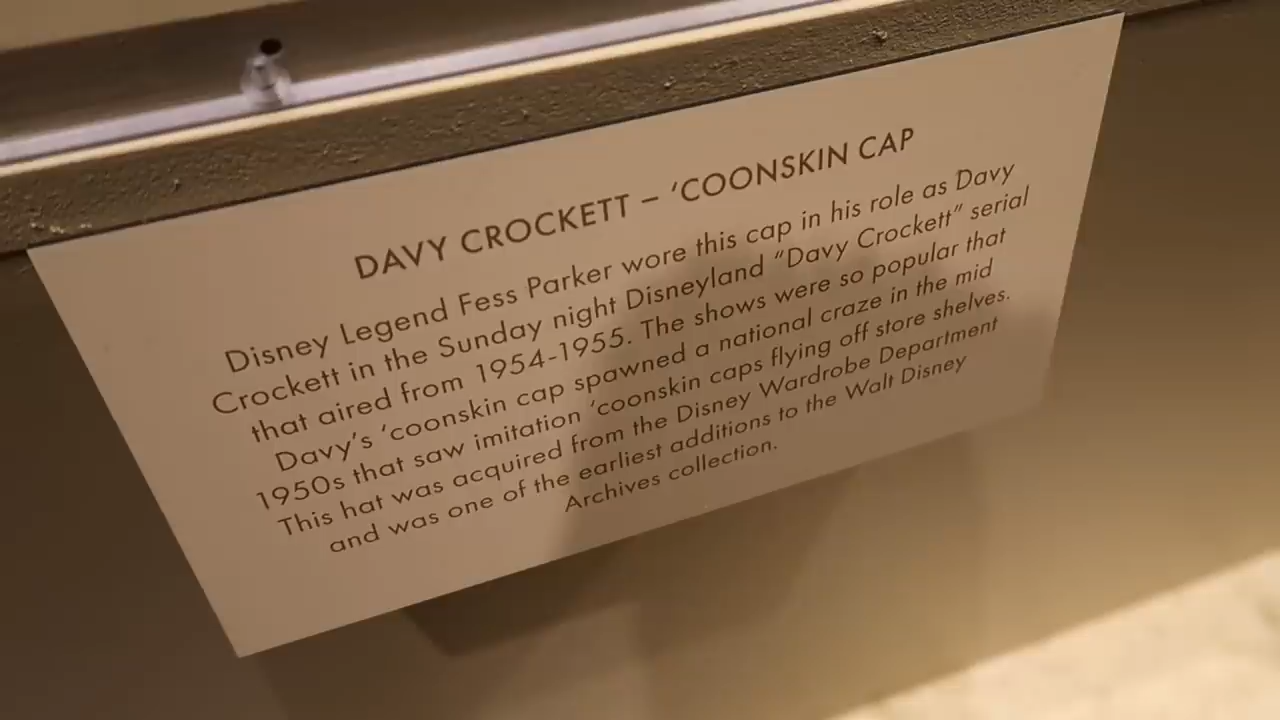 DAVY CROCKETT – ‘COONSKIN CAP
Disney Legend Fess Parker wore this cap in his role as Davy
Crockett in the Sunday night Disneyland “Davy Crockett” serial
that aired from 1954-1955. The shows were so popular that
Davy’s ‘coonskin cap spawned a national craze in the mid
1950s that saw imitation ‘coonskin caps flying off store shelves.
This hat was acquired from the Disney Wardrobe Department
and was one of the earliest additions to the Walt Disney
Archives collection.